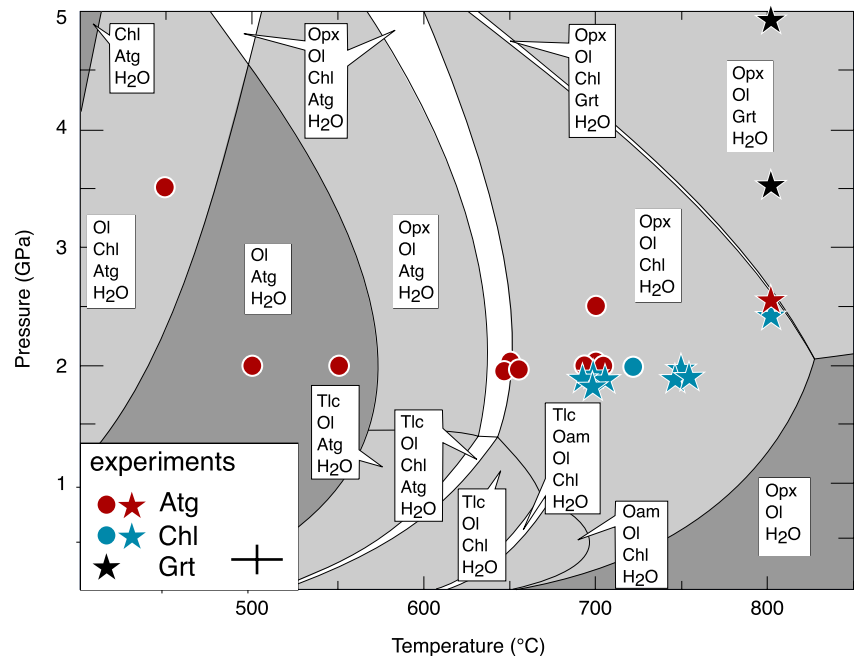 5
4
3
2
1
Pressure (GPa)
Chl
Atg
H2O
Opx
Ol
Chl
Atg
H2O
Opx
Ol
Chl
Grt
H2O
Opx
Ol
Grt
H2O
Ol
Chl
Atg
H2O
Ol
Atg
H2O
Opx
Ol
Atg
H2O
Opx
Ol
Chl
H2O
Tlc
Ol
Atg
H2O
Tlc
Ol
Chl
Atg
H2O
Tlc
Oam
Ol
Chl
H2O
Tlc
Ol
Chl
H2O
Oam
Ol
Chl
H2O
Opx
Ol
H2O
experiments
Atg
Chl
Grt
500
600
700
800
Temperature (°C)